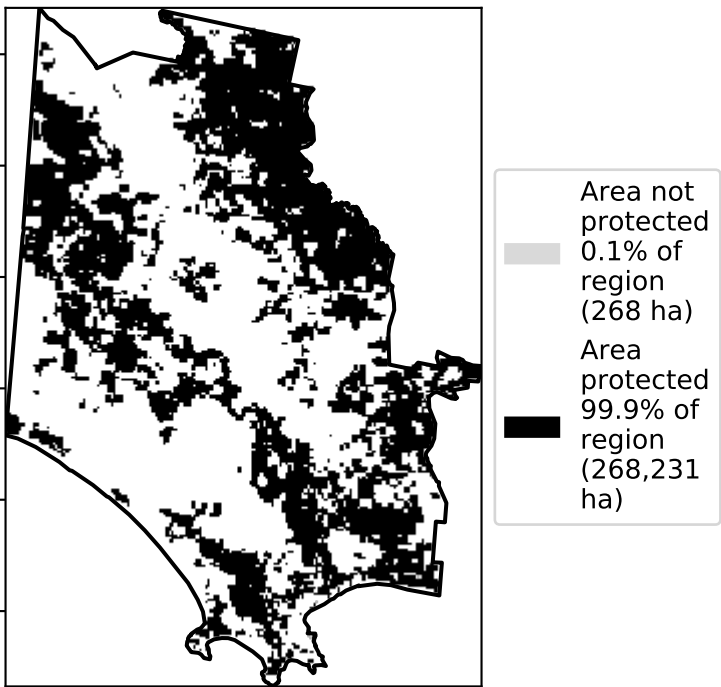 Area not
protected
0.1% of
region
(268 ha)
Area
protected
99.9% of
region
(268,231
ha)